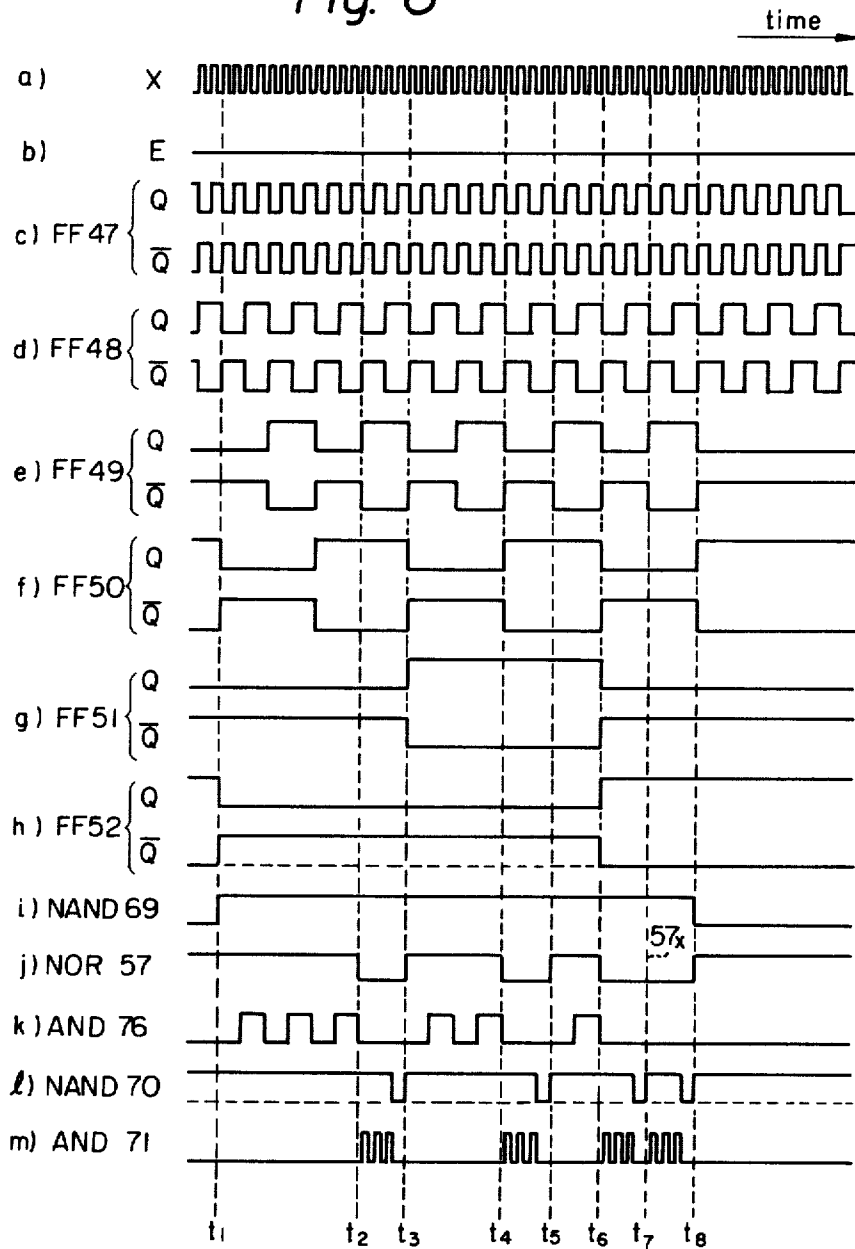 Fig. 6
time
a) X
b) E
c) FF47 Q
Q̅
d) FF48 Q
Q̅
e) FF49 Q
Q̅
f) FF50 Q
Q̅
g) FF51 Q
Q̅
h) FF52 Q
Q̅
i) NAND 69
57x
j) NOR 57
k) AND 76
ℓ) NAND 70
m) AND 71
t₁ t₂ t₃ t₄ t₅ t₆ t₇ t₈